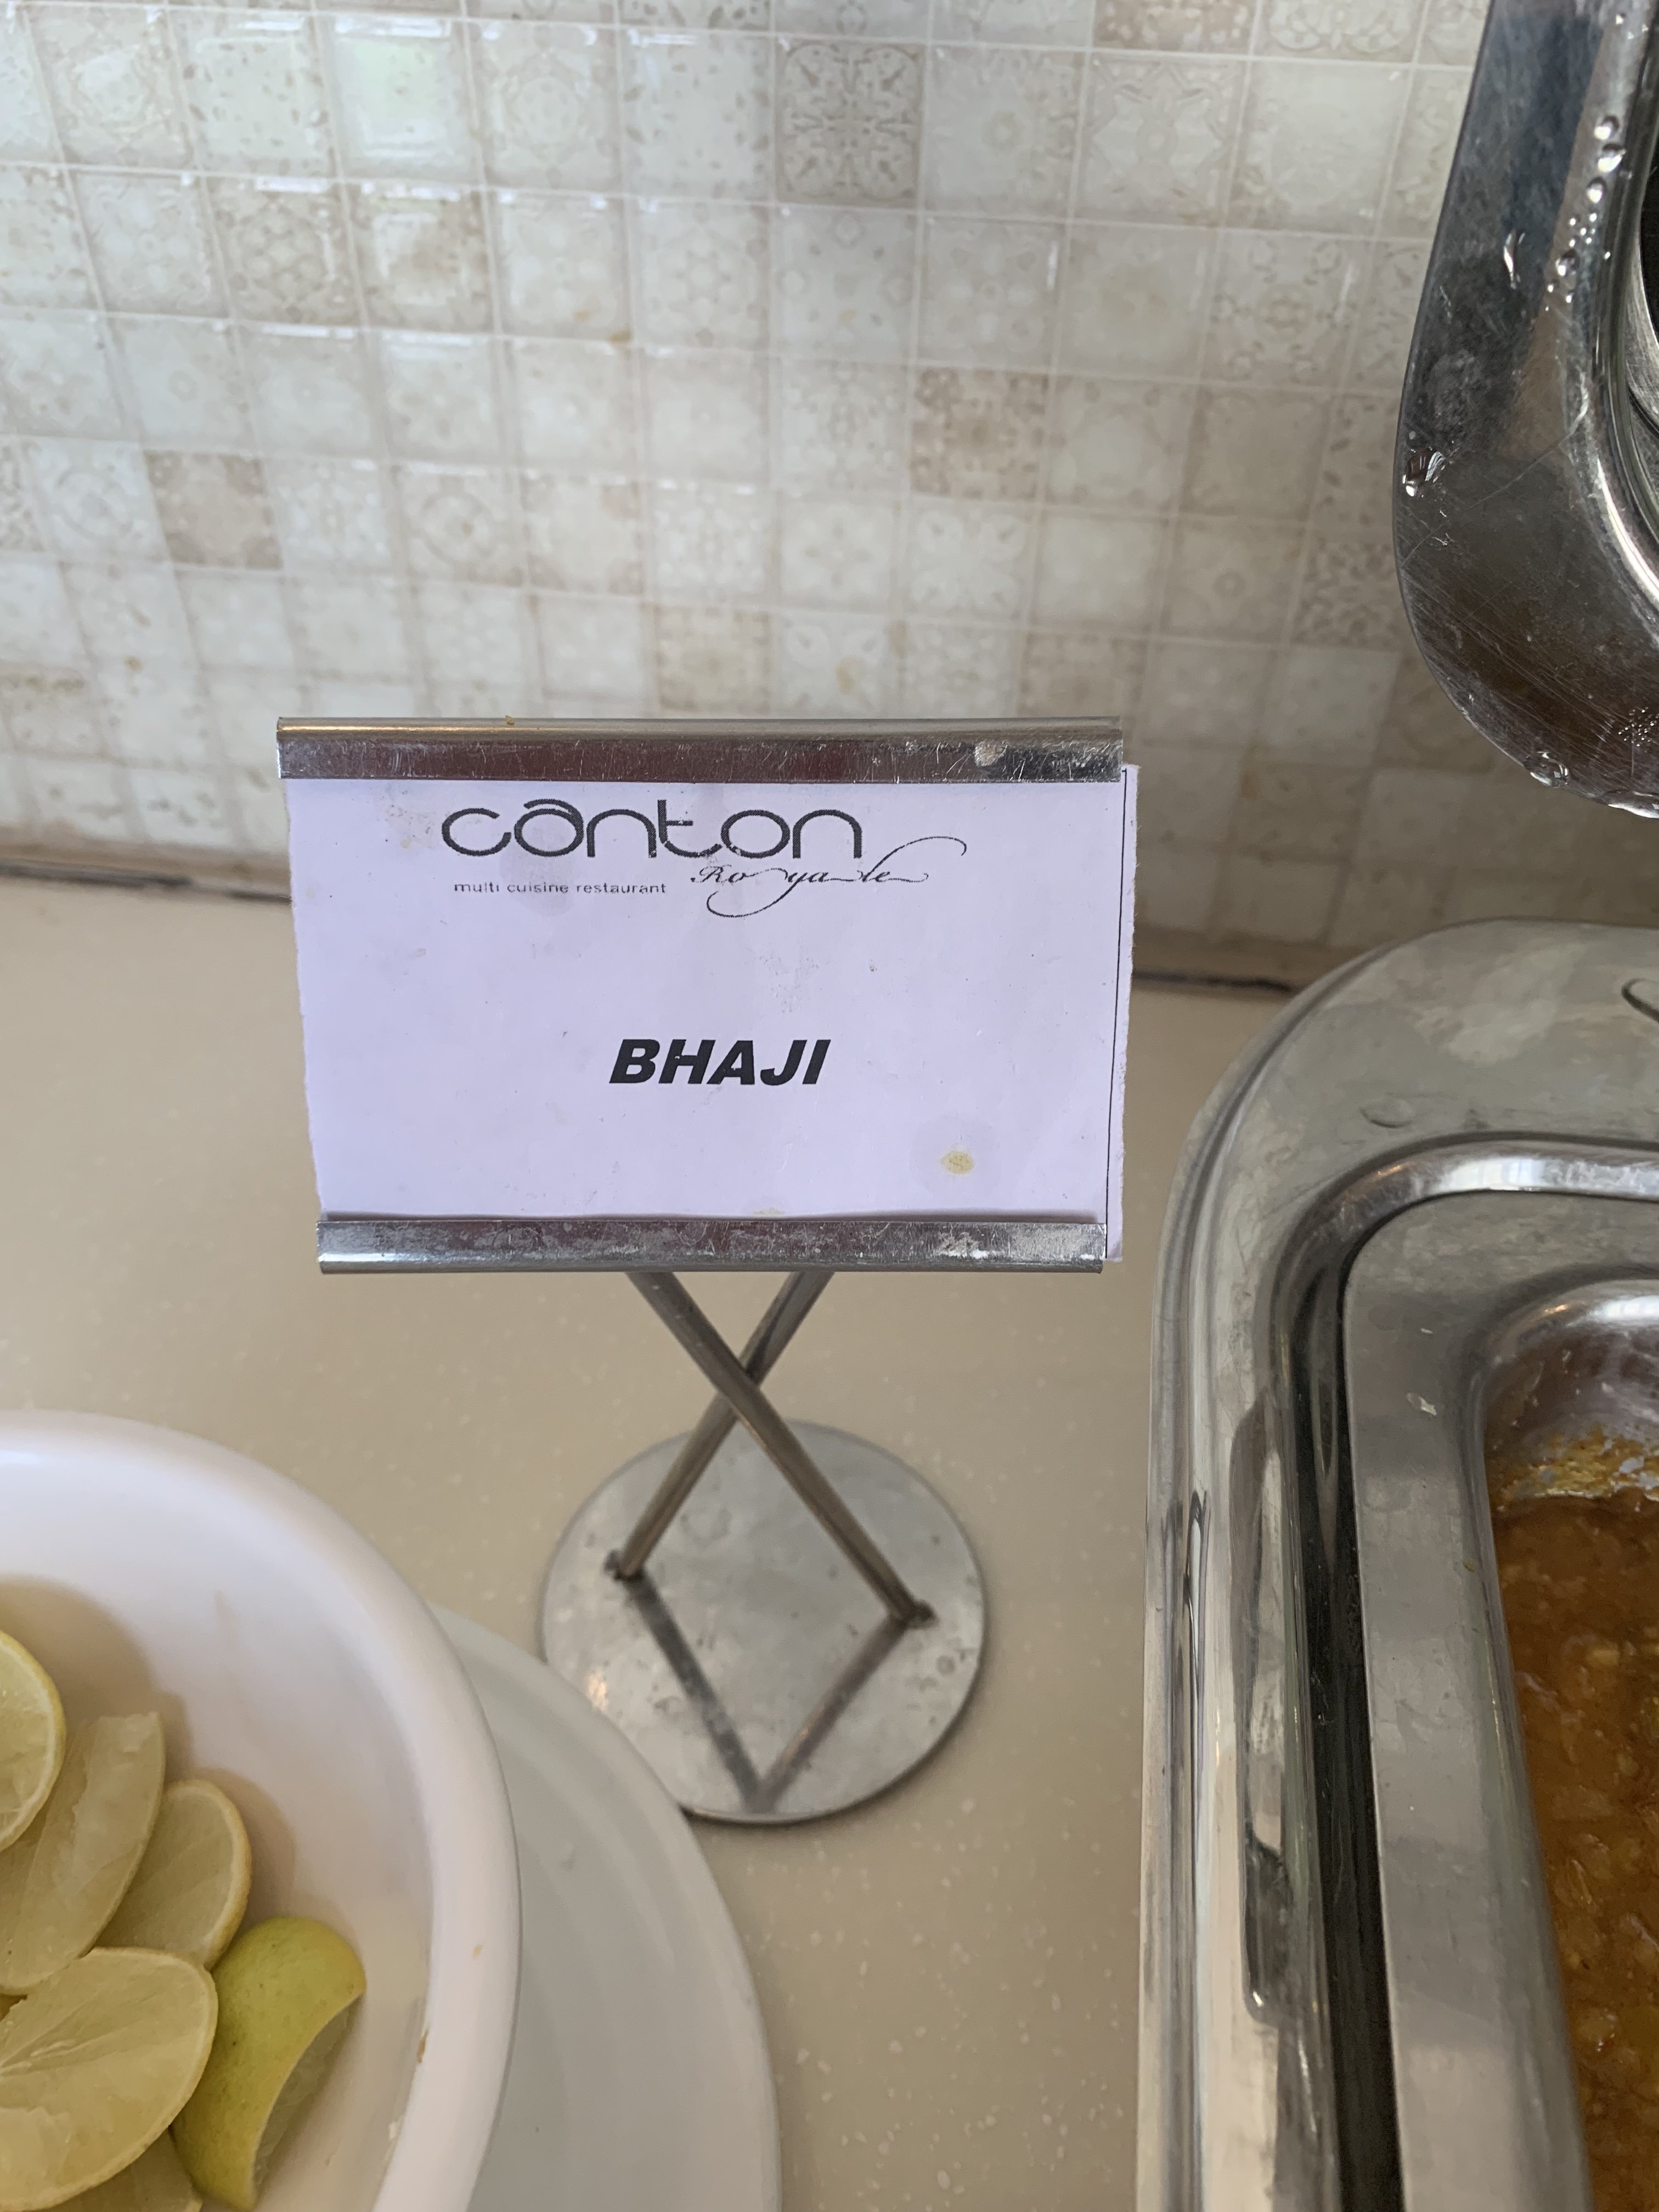 canton
multi cuisine restaurant Royale
BHAJI